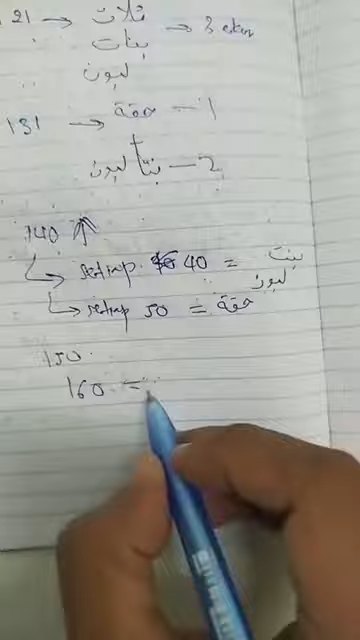 21 → ثلاث → 3 ekor
بنات
لبون
131 → حقة — 1
+
بنتا لبون — 2
140 ↑
↳ setiap 40 = بنت
لبون
↳ setiap 50 = حقة
150
160 =